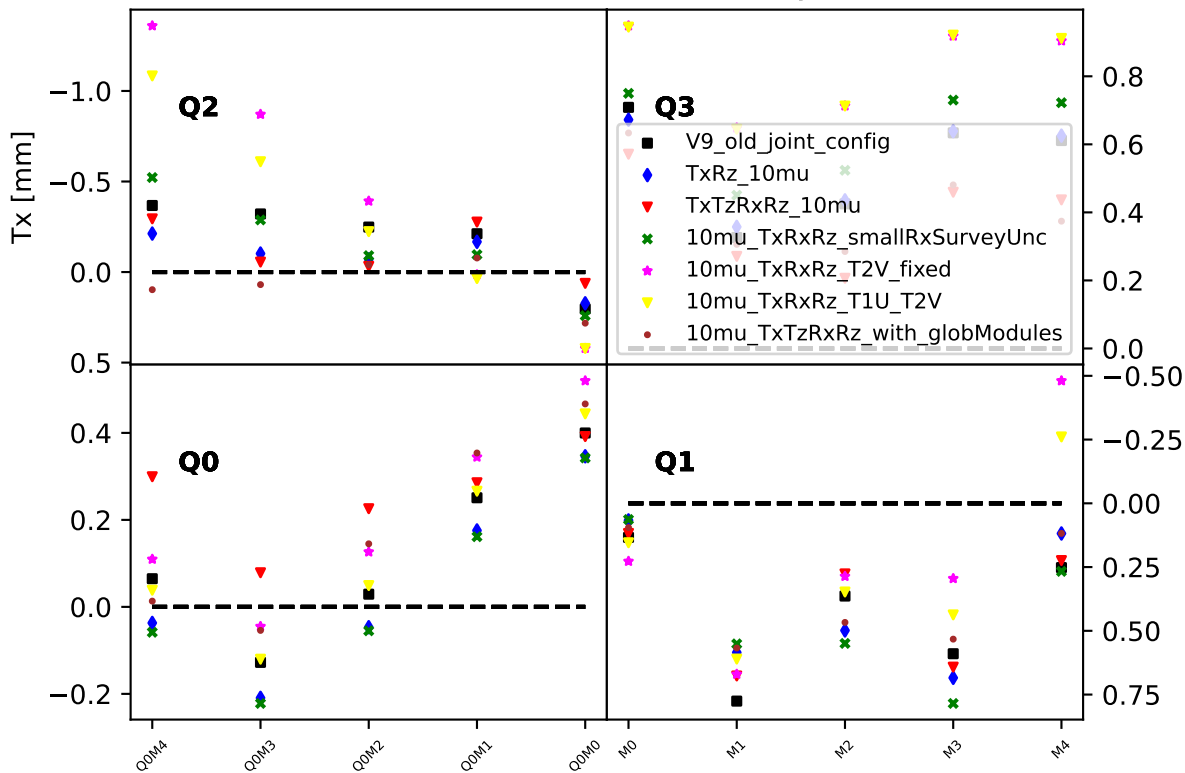 Tx [mm]
−1.0
−0.5
0.0
0.5
Q2
Q3
0.8
0.6
0.4
0.2
0.0
V9_old_joint_config
TxRz_10mu
TxTzRxRz_10mu
10mu_TxRxRz_smallRxSurveyUnc
10mu_TxRxRz_T2V_fixed
10mu_TxRxRz_T1U_T2V
10mu_TxTzRxRz_with_globModules
0.4
0.2
0.0
−0.2
Q0
Q1
−0.50
−0.25
0.00
0.25
0.50
0.75
Q0M4
Q0M3
Q0M2
Q0M1
Q0M0
M0
M1
M2
M3
M4